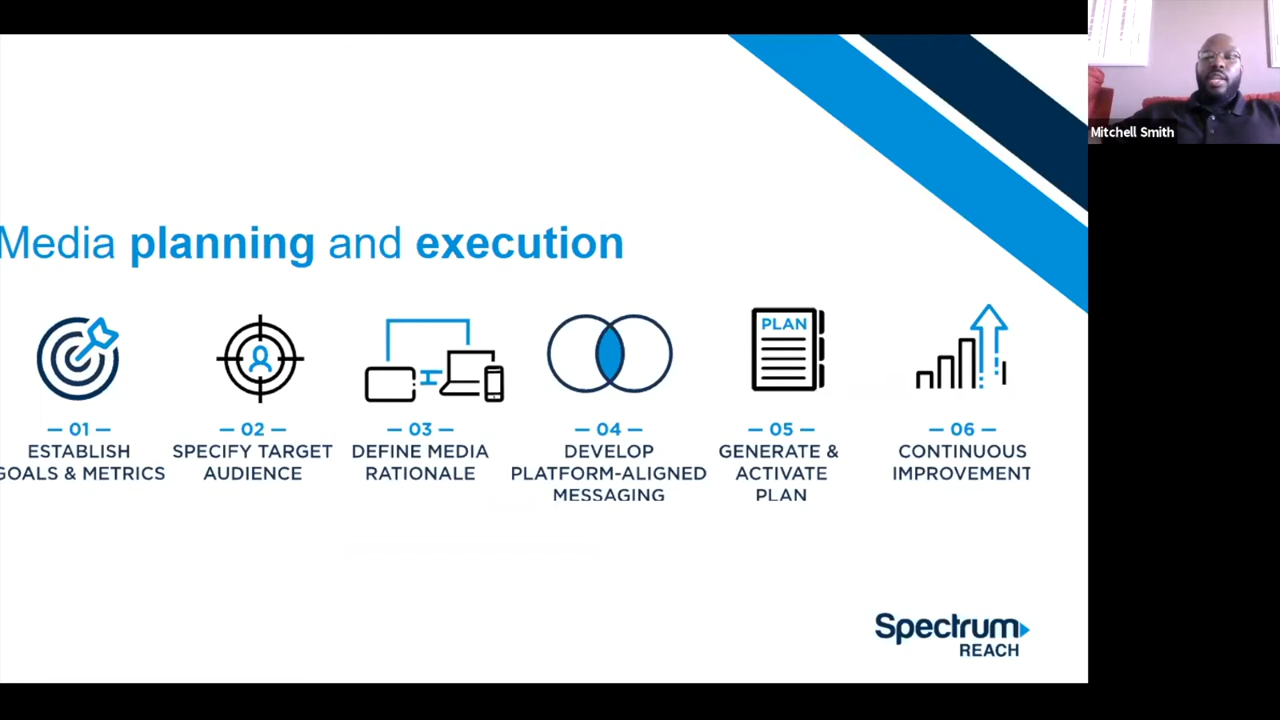 Mitchell Smith
Media planning and execution
PLAN
— 01 —
ESTABLISH
GOALS & METRICS
— 02 —
SPECIFY TARGET
AUDIENCE
— 03 —
DEFINE MEDIA
RATIONALE
— 04 —
DEVELOP
PLATFORM-ALIGNED
MESSAGING
— 05 —
GENERATE &
ACTIVATE
PLAN
— 06 —
CONTINUOUS
IMPROVEMENT
Spectrum
REACH